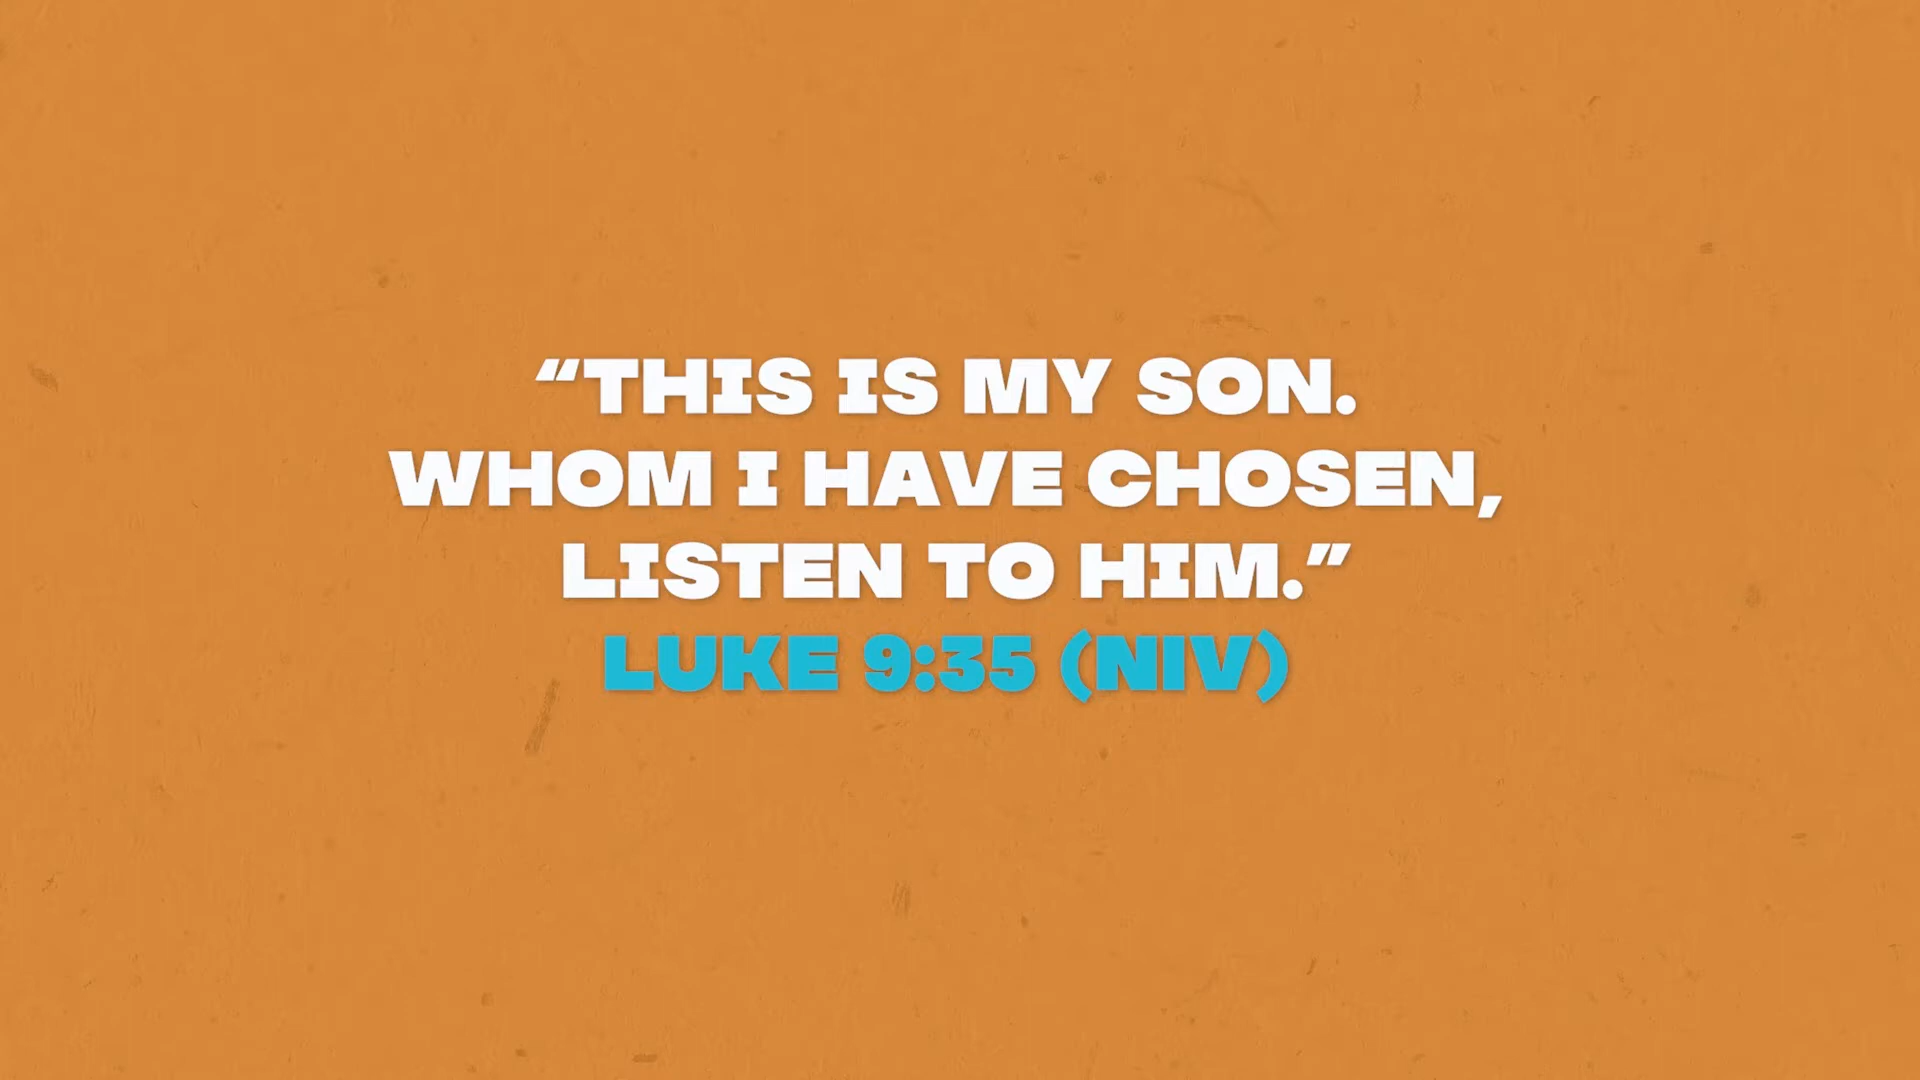 “THIS IS MY SON.
WHOM I HAVE CHOSEN,
LISTEN TO HIM.”
LUKE 9:35 (NIV)